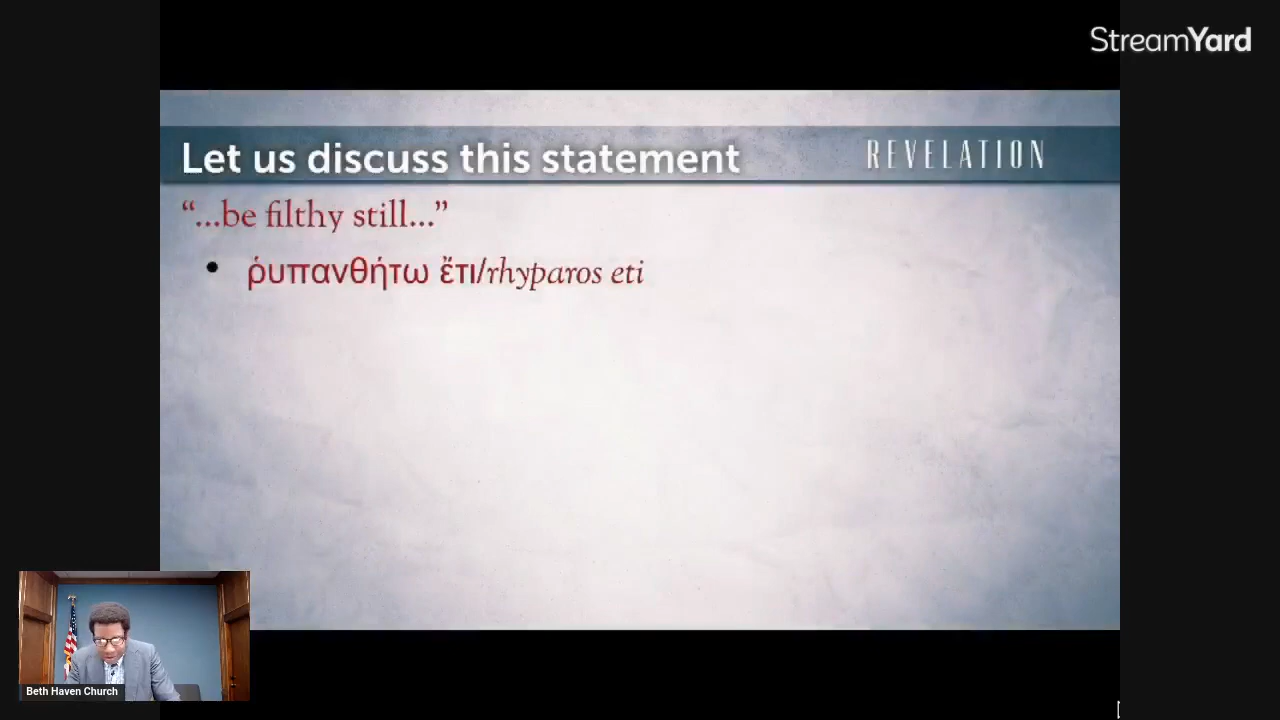 StreamYard
Let us discuss this statement
REVELATION
“...be filthy still...”
• ῥυπανθήτω ἔτι/rhyparos eti
Beth Haven Church